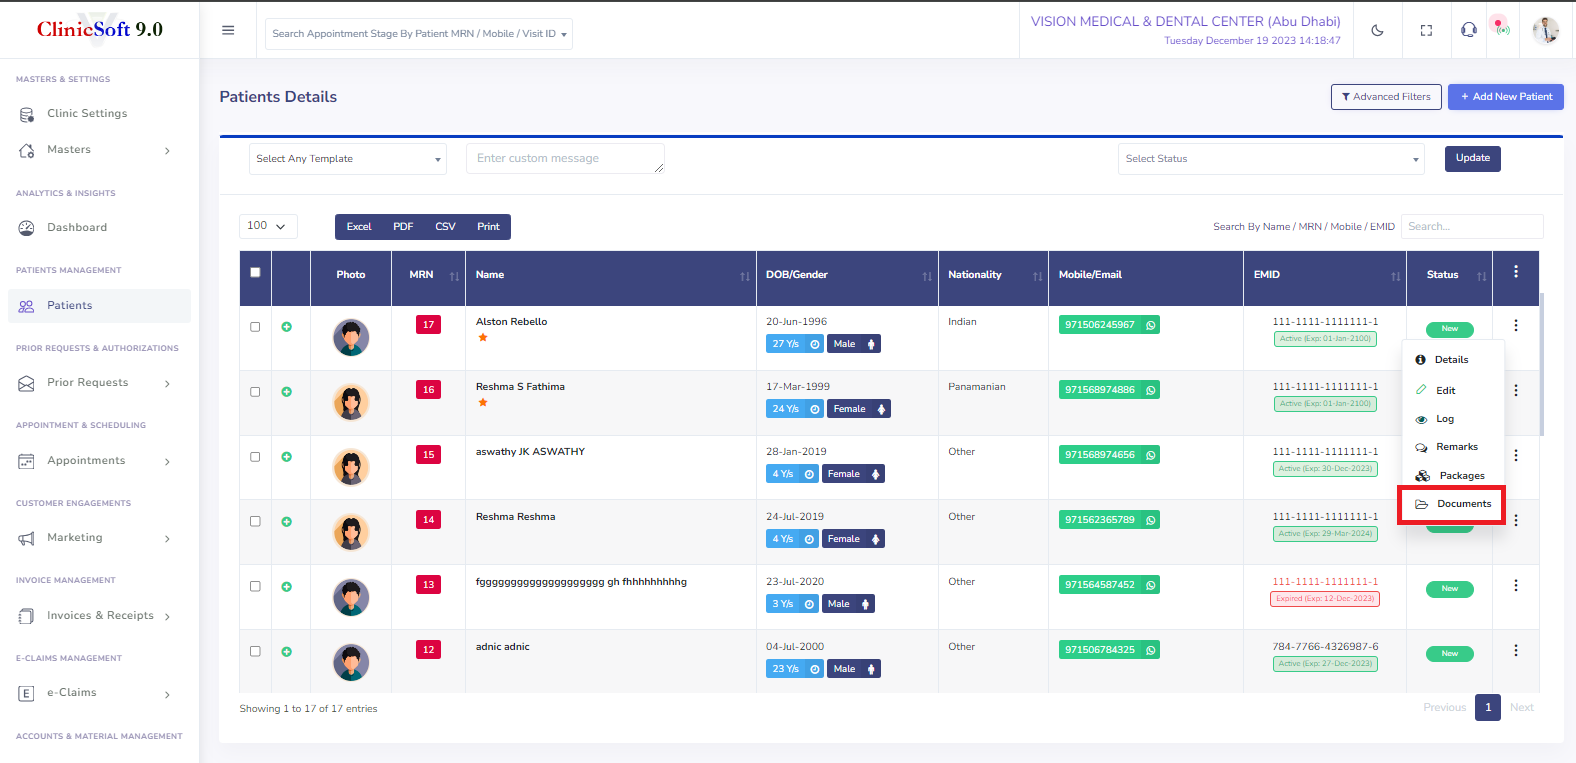 ClinicSoft 9.0
Search Appointment Stage By Patient MRN / Mobile / Visit ID
VISION MEDICAL & DENTAL CENTER (Abu Dhabi)
Tuesday December 19 2023 14:18:47
MASTERS & SETTINGS
Clinic Settings
Masters
ANALYTICS & INSIGHTS
Dashboard
PATIENTS MANAGEMENT
Patients
PRIOR REQUESTS & AUTHORIZATIONS
Prior Requests
APPOINTMENT & SCHEDULING
Appointments
CUSTOMER ENGAGEMENTS
Marketing
INVOICE MANAGEMENT
Invoices & Receipts
E-CLAIMS MANAGEMENT
e-Claims
ACCOUNTS & MATERIAL MANAGEMENT
Patients Details
Advanced Filters
+ Add New Patient
Select Any Template
Enter custom message
Select Status
Update
100
Excel PDF CSV Print
Search By Name / MRN / Mobile / EMID
Search...
Photo MRN Name DOB/Gender Nationality Mobile/Email EMID Status
17 Alston Rebello 20-Jun-1996 Indian 971506245967 111-1111-1111111-1 New
27 Y/s Male Active (Exp: 01-Jan-2100)
16 Reshma S Fathima 17-Mar-1999 Panamanian 971568974886 111-1111-1111111-1
24 Y/s Female Active (Exp: 01-Jan-2100)
15 aswathy JK ASWATHY 28-Jan-2019 Other 971568974656 111-1111-1111111-1
4 Y/s Female Active (Exp: 30-Dec-2023)
14 Reshma Reshma 24-Jul-2019 Other 971562365789 111-1111-1111111-1
4 Y/s Female Active (Exp: 29-Mar-2024)
13 fgggggggggggggggggggg gh fhhhhhhhhhg 23-Jul-2020 Other 971564587452 111-1111-1111111-1 New
3 Y/s Male Expired (Exp: 12-Dec-2023)
12 adnic adnic 04-Jul-2000 Other 971506784325 784-7766-4326987-6 New
23 Y/s Male Active (Exp: 27-Dec-2023)
Details
Edit
Log
Remarks
Packages
Documents
Showing 1 to 17 of 17 entries
Previous 1 Next